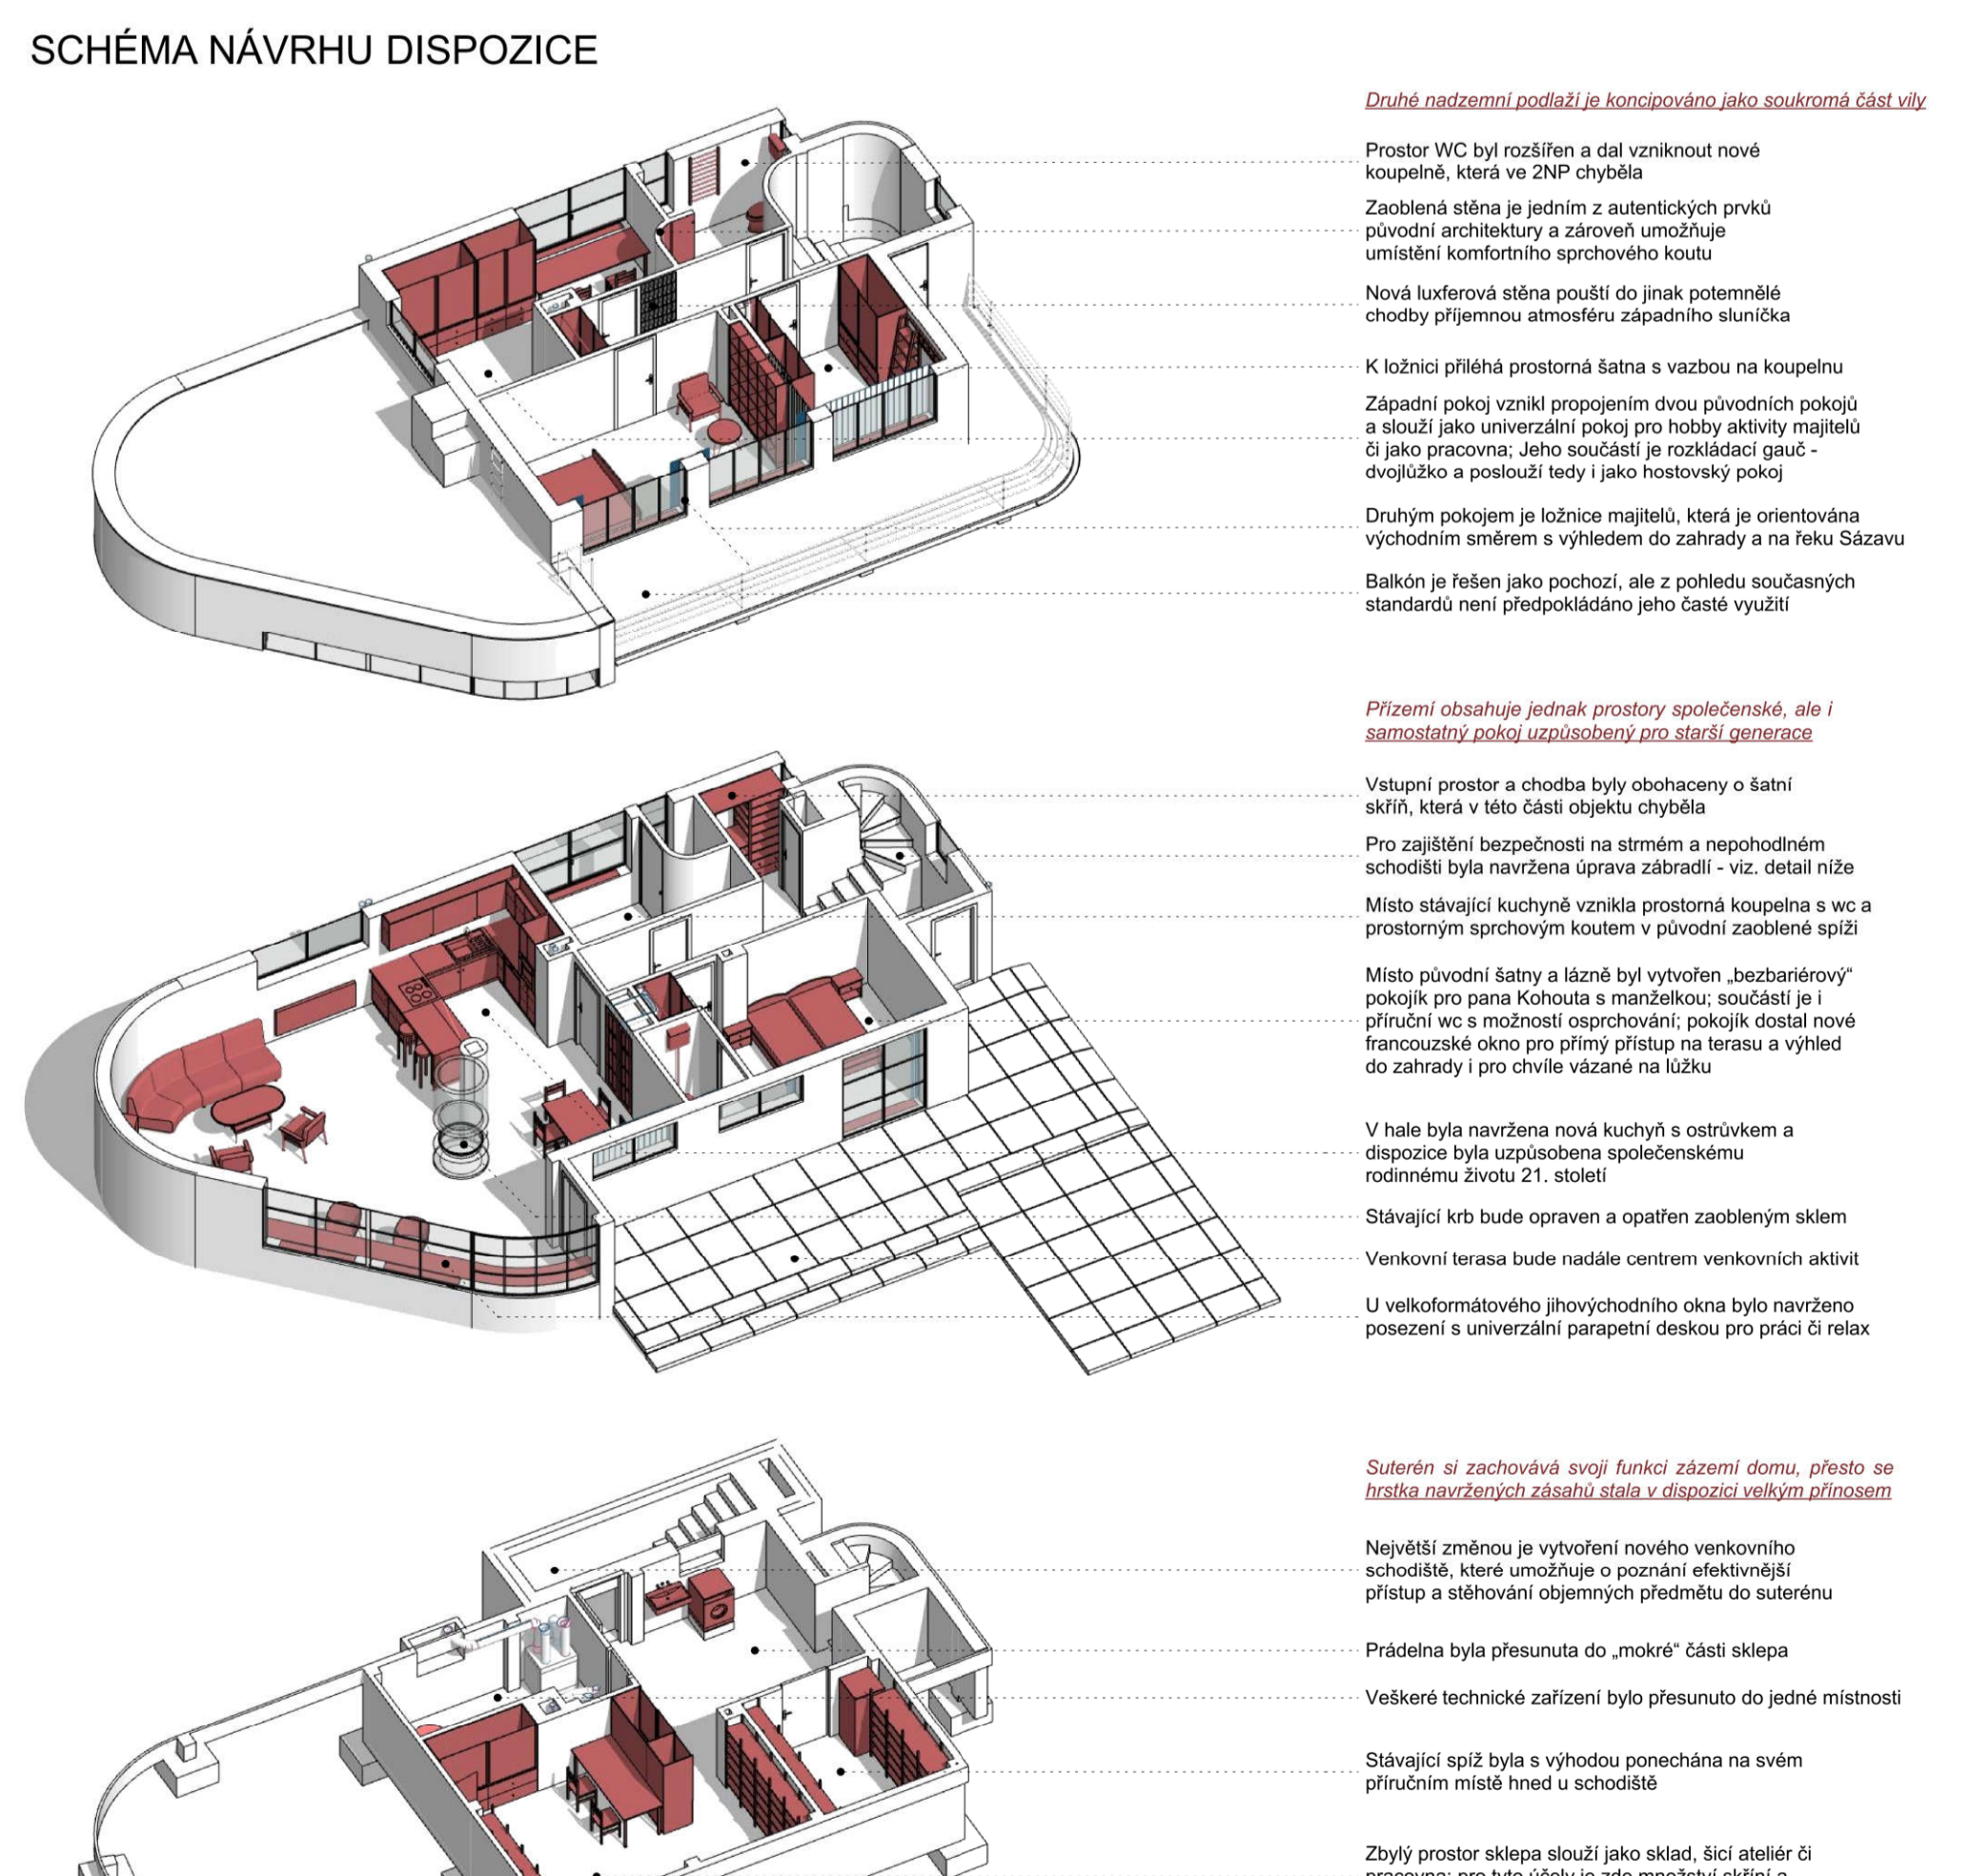 SCHÉMA NÁVRHU DISPOZICE
Druhé nadzemní podlaží je koncipováno jako soukromá část vily
Prostor WC byl rozšířen a dal vzniknout nové
koupelně, která ve 2NP chyběla
Zaoblená stěna je jedním z autentických prvků
původní architektury a zároveň umožňuje
umístění komfortního sprchového koutu
Nová luxferová stěna pouští do jinak potemnělé
chodby příjemnou atmosféru západního sluníčka
K ložnici přiléhá prostorná šatna s vazbou na koupelnu
Západní pokoj vznikl propojením dvou původních pokojů
a slouží jako univerzální pokoj pro hobby aktivity majitelů
či jako pracovna; Jeho součástí je rozkládací gauč -
dvojlůžko a poslouží tedy i jako hostovský pokoj
Druhým pokojem je ložnice majitelů, která je orientována
východním směrem s výhledem do zahrady a na řeku Sázavu
Balkón je řešen jako pochozí, ale z pohledu současných
standardů není předpokládáno jeho časté využití
Přízemí obsahuje jednak prostory společenské, ale i
samostatný pokoj uzpůsobený pro starší generace
Vstupní prostor a chodba byly obohaceny o šatní
skříň, která v této části objektu chyběla
Pro zajištění bezpečnosti na strmém a nepohodlném
schodišti byla navržena úprava zábradlí - viz. detail níže
Místo stávající kuchyně vznikla prostorná koupelna s wc a
prostorným sprchovým koutem v původní zaoblené spíži
Místo původní šatny a lázně byl vytvořen „bezbariérový“
pokojík pro pana Kohouta s manželkou; součástí je i
příruční wc s možností osprchování; pokojík dostal nové
francouzské okno pro přímý přístup na terasu a výhled
do zahrady i pro chvíle vázané na lůžku
V hale byla navržena nová kuchyň s ostrůvkem a
dispozice byla uzpůsobena společenskému
rodinnému životu 21. století
Stávající krb bude opraven a opatřen zaobleným sklem
Venkovní terasa bude nadále centrem venkovních aktivit
U velkoformátového jihovýchodního okna bylo navrženo
posezení s univerzální parapetní deskou pro práci či relax
Suterén si zachovává svoji funkci zázemí domu, přesto se
hrstka navržených zásahů stala v dispozici velkým přínosem
Největší změnou je vytvoření nového venkovního
schodiště, které umožňuje o poznání efektivnější
přístup a stěhování objemných předmětu do suterénu
Prádelna byla přesunuta do „mokré“ části sklepa
Veškeré technické zařízení bylo přesunuto do jedné místnosti
Stávající spíž byla s výhodou ponechána na svém
příručním místě hned u schodiště
Zbylý prostor sklepa slouží jako sklad, šicí ateliér či
pracovna; pro tyto účely je zde množství skříní a